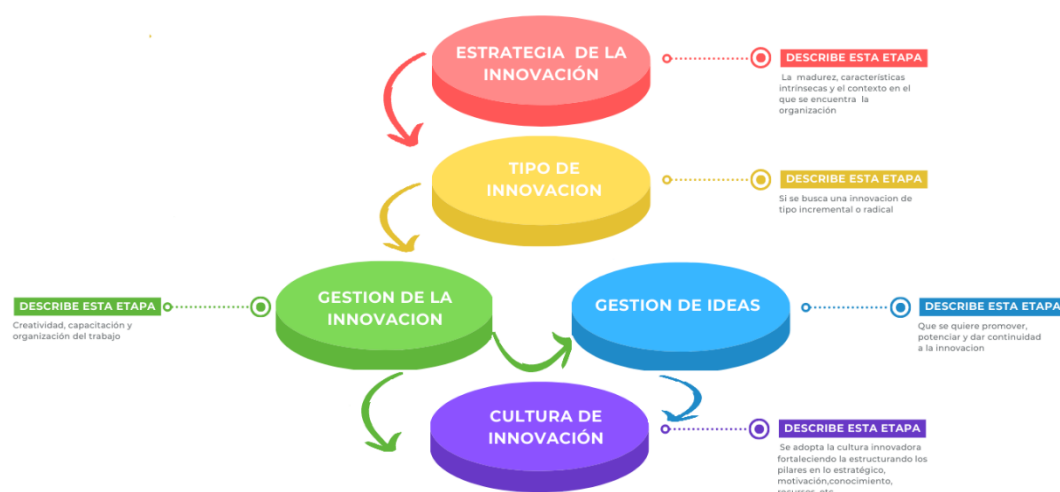 ESTRATEGIA DE LA
INNOVACIÓN
DESCRIBE ESTA ETAPA
La madurez, características
intrinsecas y el contexto en el
que se encuentra la
organización
TIPO DE
INNOVACION
DESCRIBE ESTA ETAPA
Si se busca una innovacion de
tipo incremental o radical
DESCRIBE ESTA ETAPA
Creatividad, capacitación y
organización del trabajo
GESTION DE LA
INNOVACION
GESTION DE IDEAS
DESCRIBE ESTA ETAPA
Que se quiere promover,
potenciar y dar continuidad
a la innovacion
CULTURA DE
INNOVACIÓN
DESCRIBE ESTA ETAPA
Se adopta la cultura innovadora
fortaleciendo la estructurando los
pilares en lo estratégico,
motivación,conocimiento,
recursos, etc